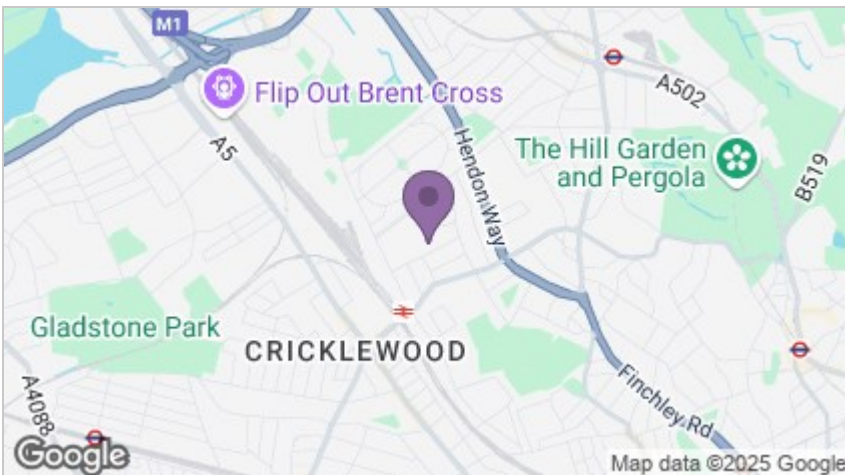 M1
Flip Out Brent Cross
A502
A5
Hendon Way
The Hill Garden
and Pergola
B519
Gladstone Park
CRICKLEWOOD
A4088
Finchley Rd
Google
Map data ©2025 Google